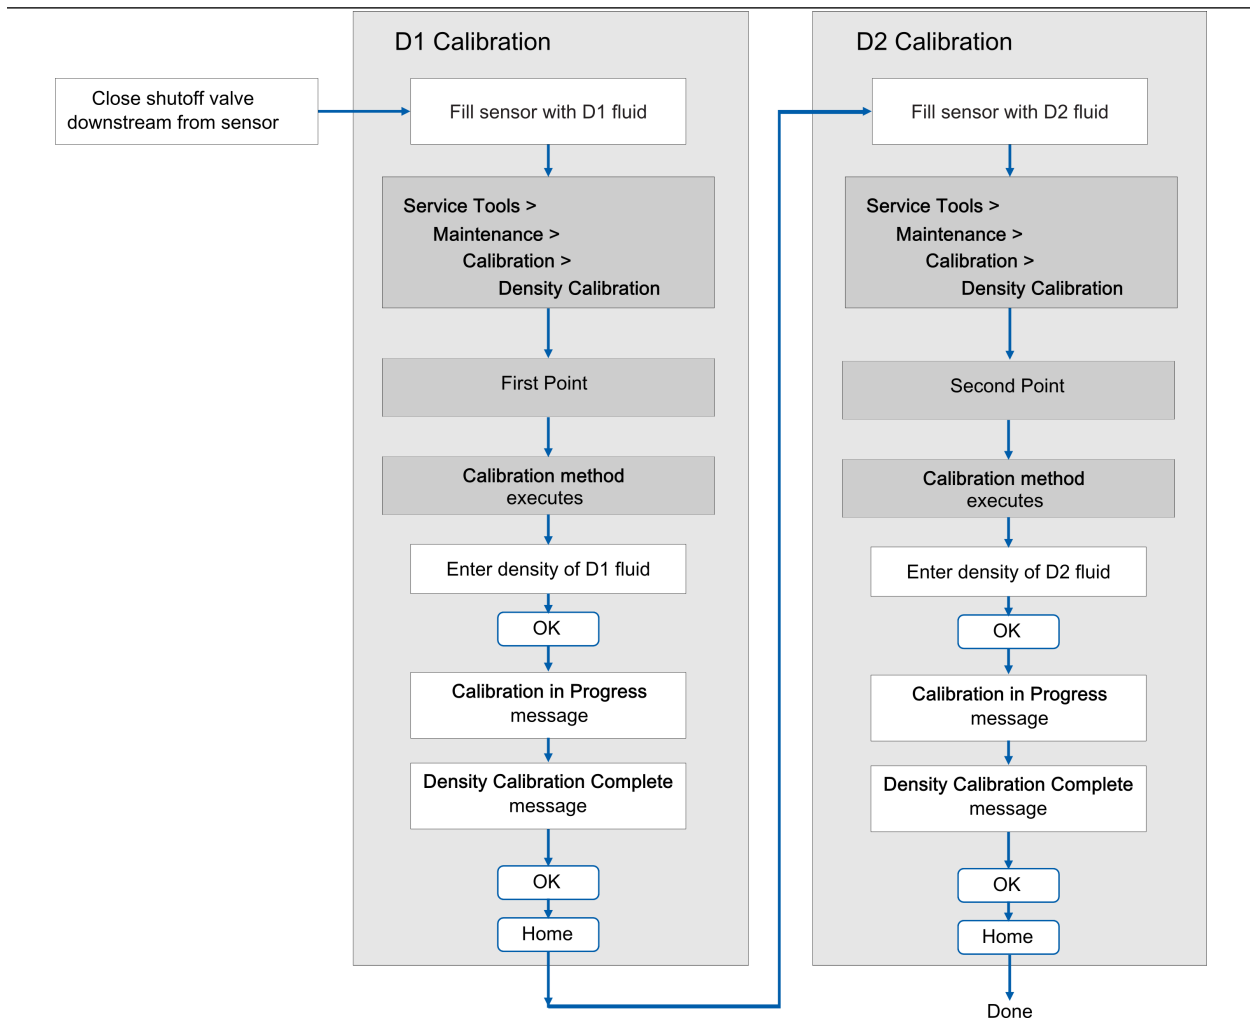 Close shutoff valve
downstream from sensor
D1 Calibration
Fill sensor with D1 fluid
Service Tools >
Maintenance >
Calibration >
Density Calibration
First Point
Calibration method
executes
Enter density of D1 fluid
OK
Calibration in Progress
message
Density Calibration Complete
message
OK
Home
D2 Calibration
Fill sensor with D2 fluid
Service Tools >
Maintenance >
Calibration >
Density Calibration
Second Point
Calibration method
executes
Enter density of D2 fluid
OK
Calibration in Progress
message
Density Calibration Complete
message
OK
Home
Done